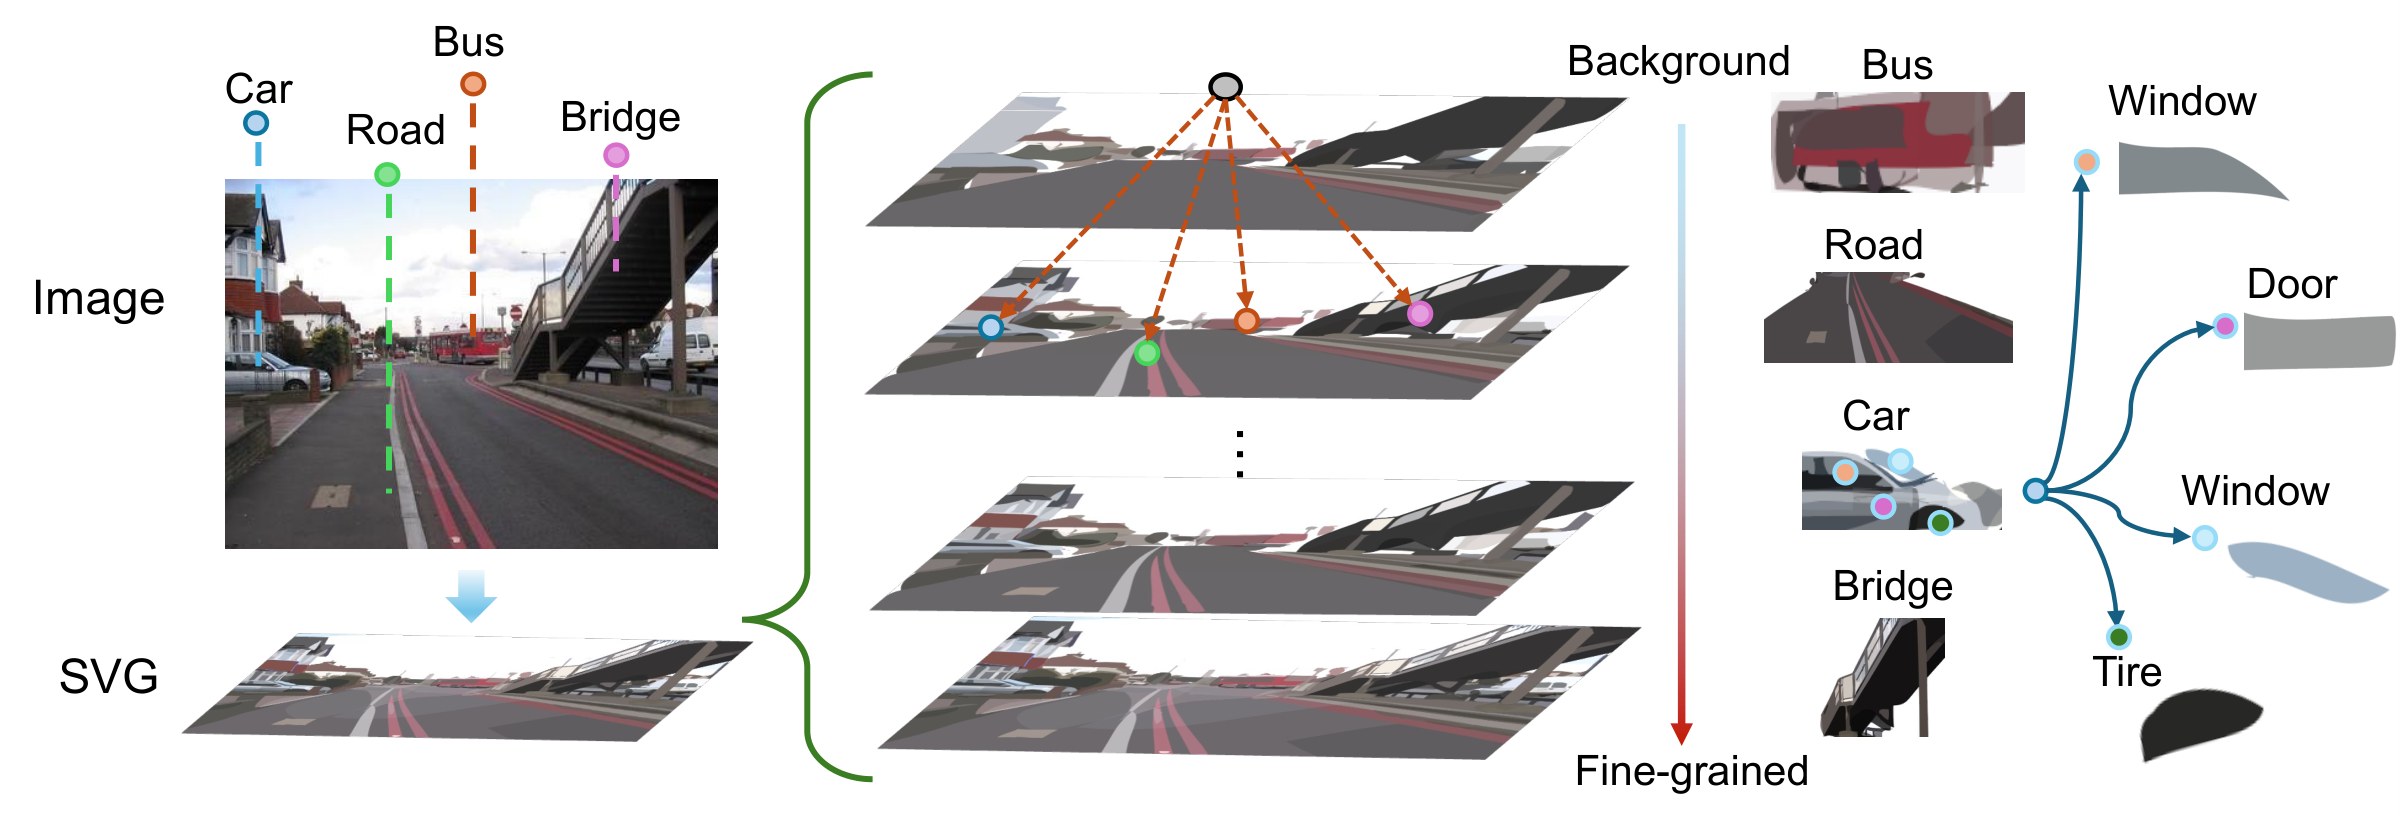 Car
Bus
Road
Bridge
Image
SVG
Background
Fine-grained
Bus
Road
Car
Bridge
Window
Door
Window
Tire